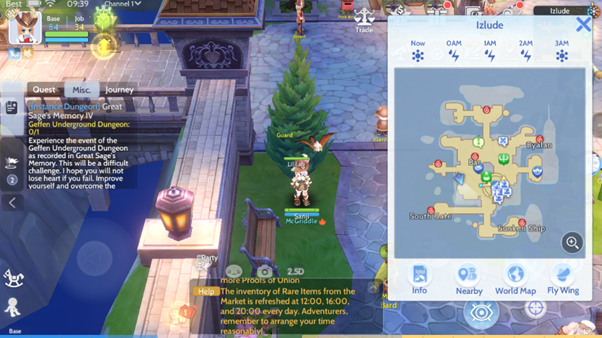 Best
09:39
Channel 1
Base Job
64 34
Trade
Izlude
Izlude
Now 0AM 1AM 2AM 3AM
Quest Misc. Journey
[Instance Dungeon] Great
Sage's Memory IV
Geffen Underground Dungeon:
0/1
Experience the event of the
Geffen Underground Dungeon
as recorded in Great Sage's
Memory. This will be a difficult
challenge. I hope you will not
lose heart if you fail. Improve
yourself and overcome the
2
Guard
McGriddle
Byalan
South Gate
Sunken Ship
Party
2.5D
more Proofs of Union
Help
The inventory of Rare Items from the
Market is refreshed at 12:00, 16:00,
and 20:00 every day. Adventurers,
remember to arrange your time
reasonably!
Info Nearby World Map Fly Wing
Base